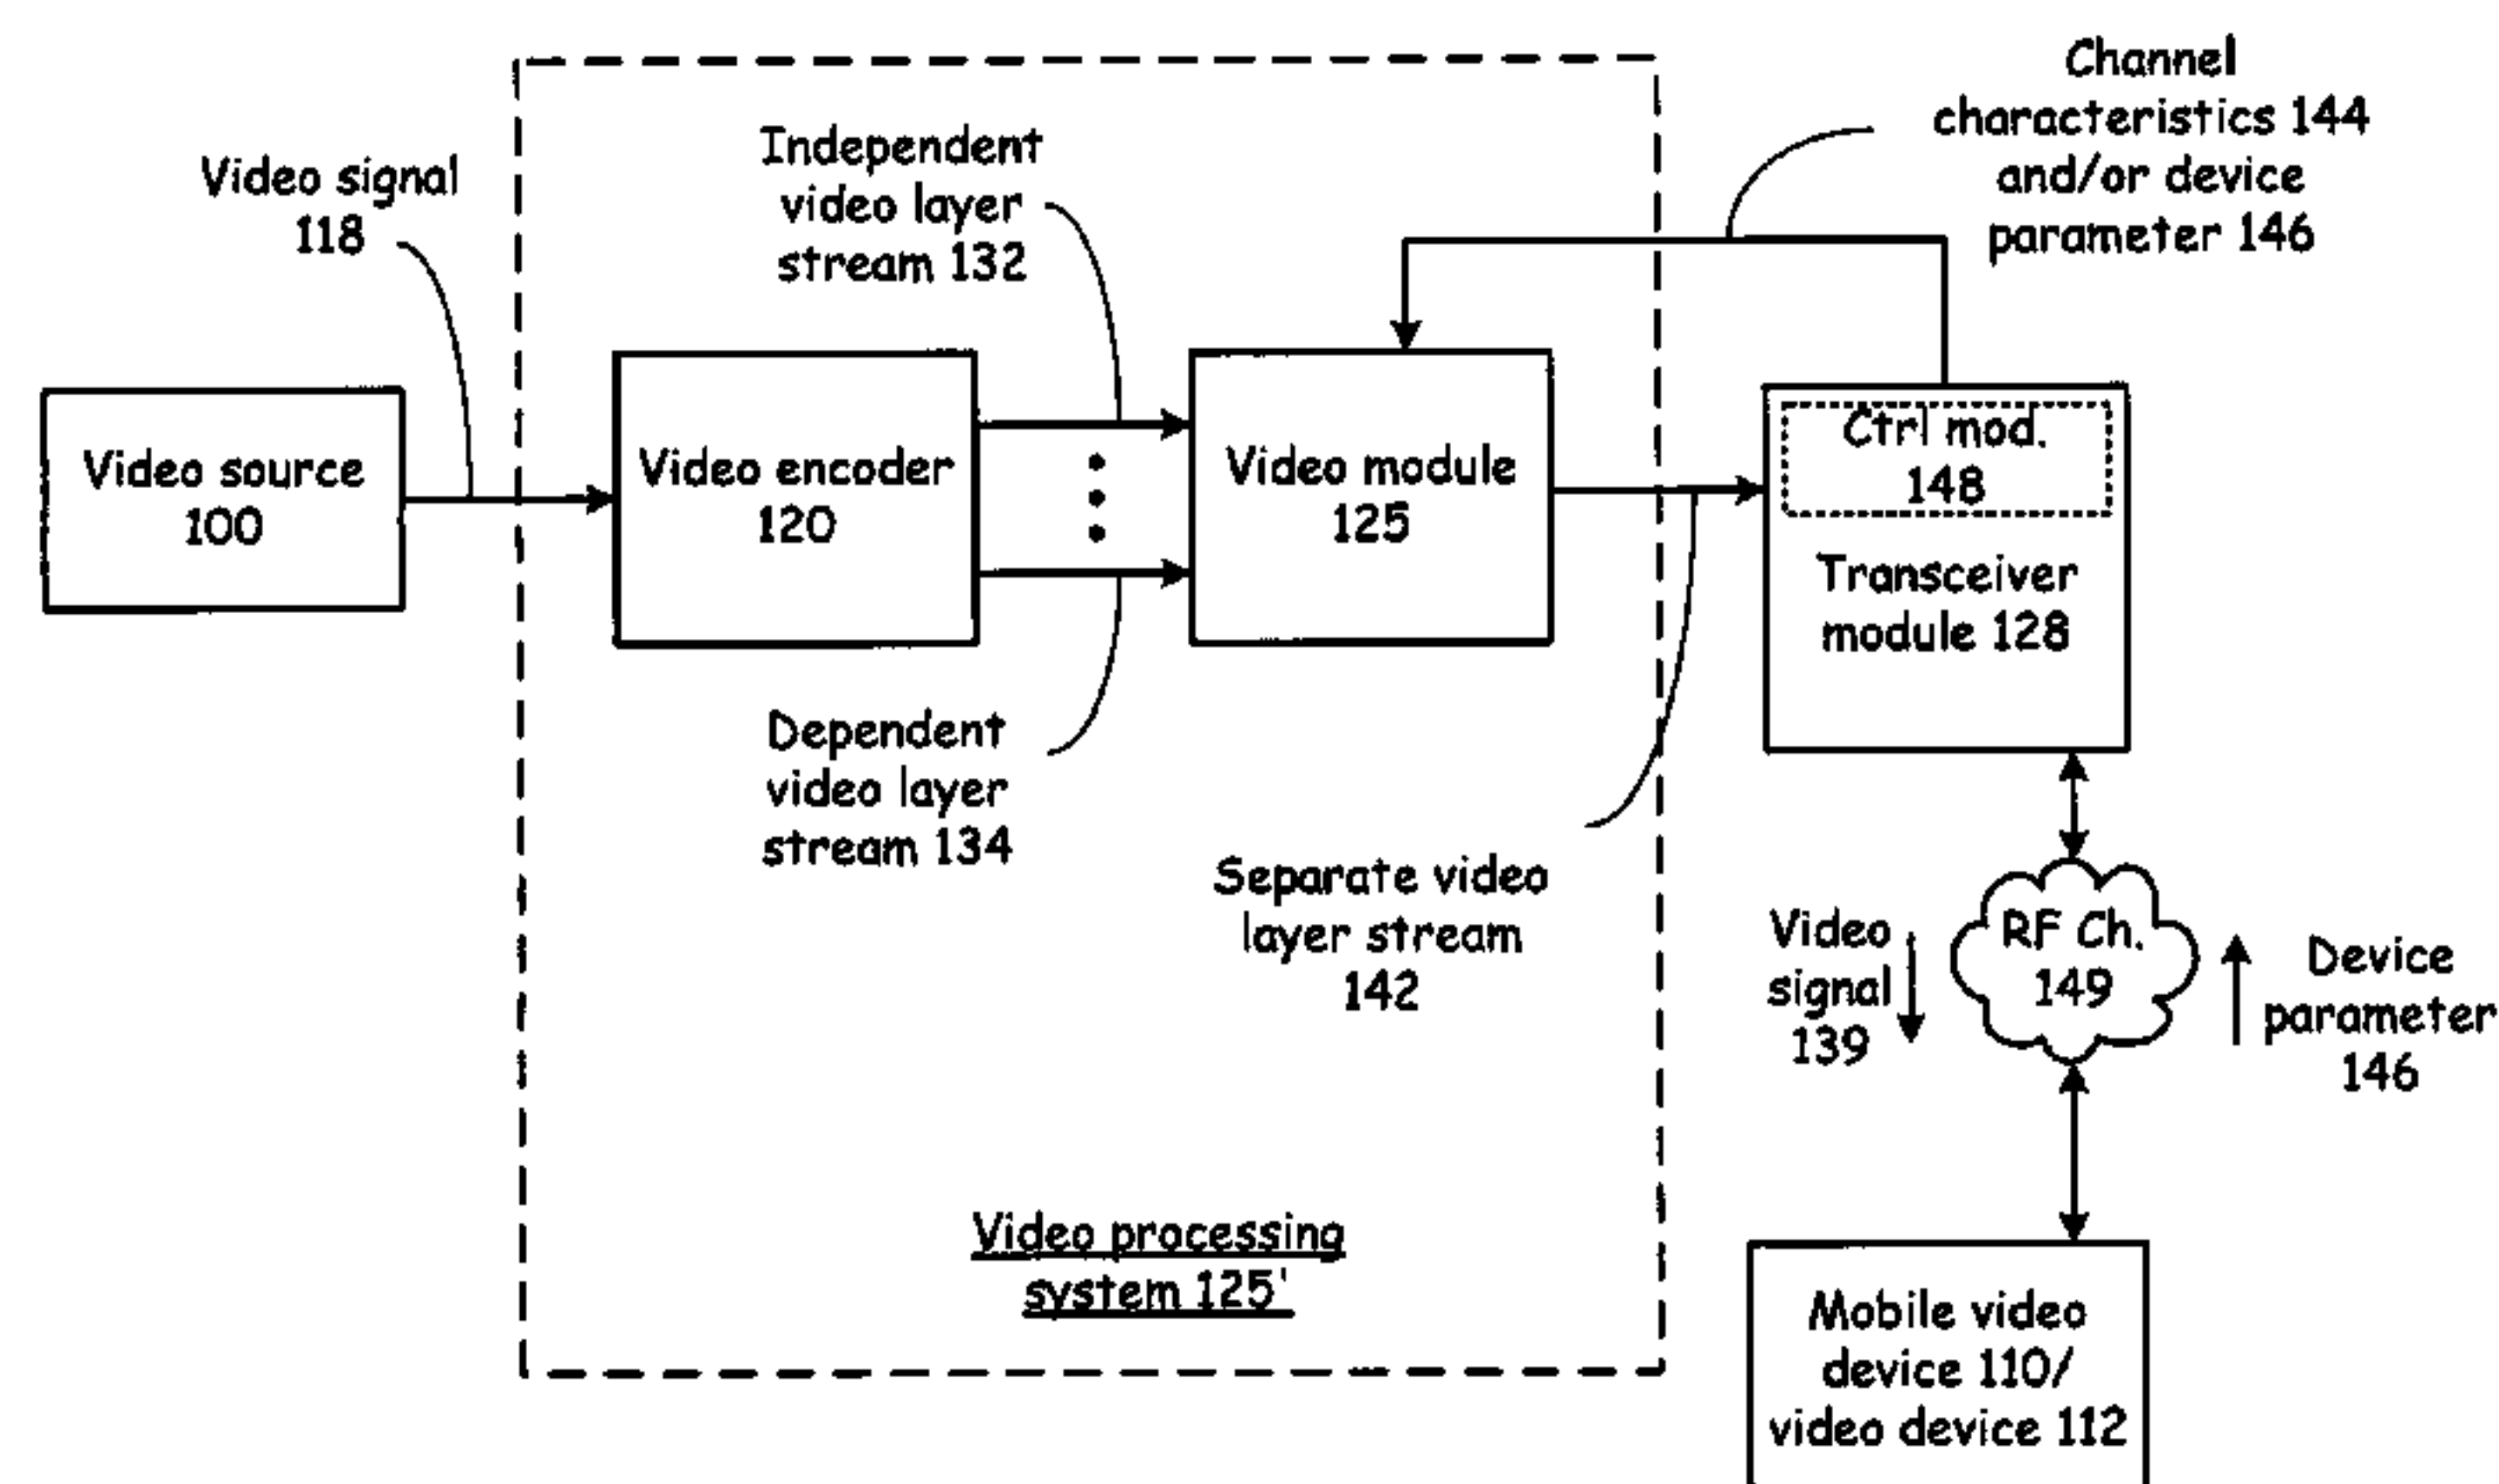 Channel
characteristics 144
and/or device
parameter 146
Independent
video layer
stream 132
Video signal
118
Video source
100
Video encoder
120
Video module
125
Ctrl mod.
148
Transceiver
module 128
Dependent
video layer
stream 134
Separate video
layer stream
142
Video
signal
139
RF Ch.
149
Device
parameter
146
Video processing
system 125'
Mobile video
device 110/
video device 112